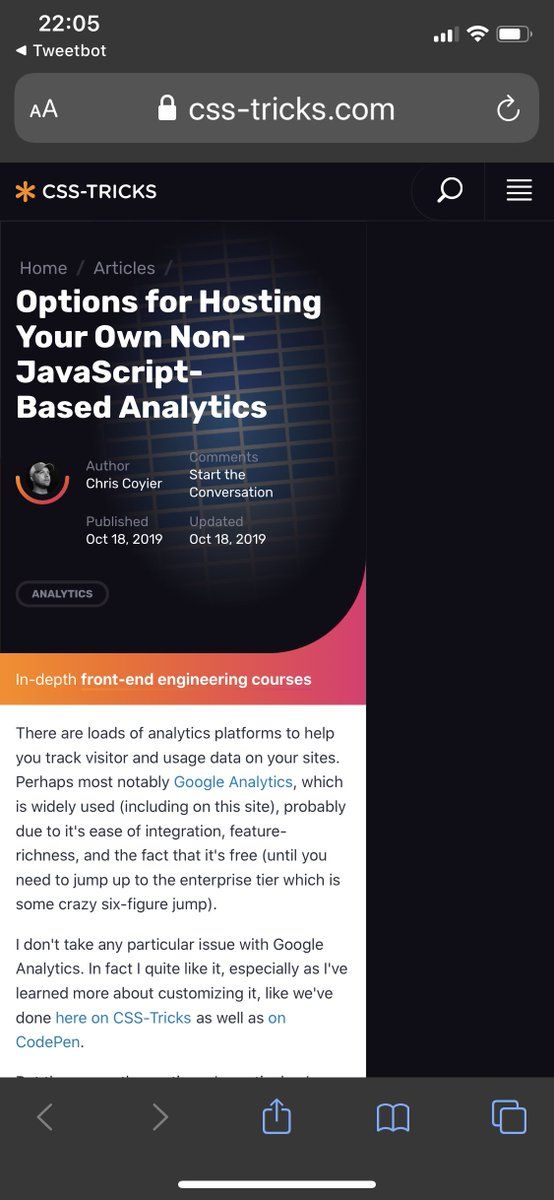 22:05
◀ Tweetbot
AA css-tricks.com
CSS-TRICKS
Home / Articles /
Options for Hosting
Your Own Non-
JavaScript-
Based Analytics
Author
Chris Coyier
Comments
Start the
Conversation
Published
Oct 18, 2019
Updated
Oct 18, 2019
ANALYTICS
In-depth front-end engineering courses
There are loads of analytics platforms to help
you track visitor and usage data on your sites.
Perhaps most notably Google Analytics, which
is widely used (including on this site), probably
due to it's ease of integration, feature-
richness, and the fact that it's free (until you
need to jump up to the enterprise tier which is
some crazy six-figure jump).
I don't take any particular issue with Google
Analytics. In fact I quite like it, especially as I've
learned more about customizing it, like we've
done here on CSS-Tricks as well as on
CodePen.